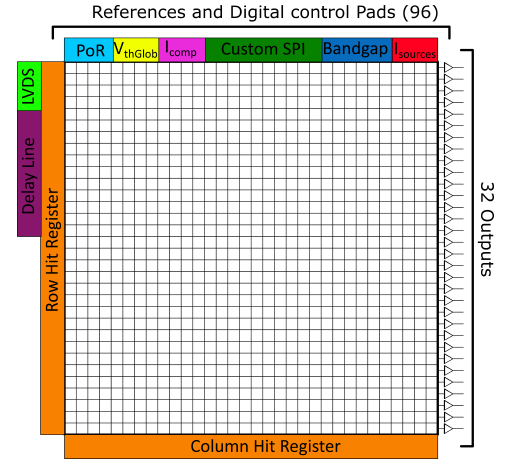 References and Digital control Pads (96)
PoR VthGlob Icomp Custom SPI Bandgap Isources
LVDS
Delay Line
Row Hit Register
32 Outputs
Column Hit Register